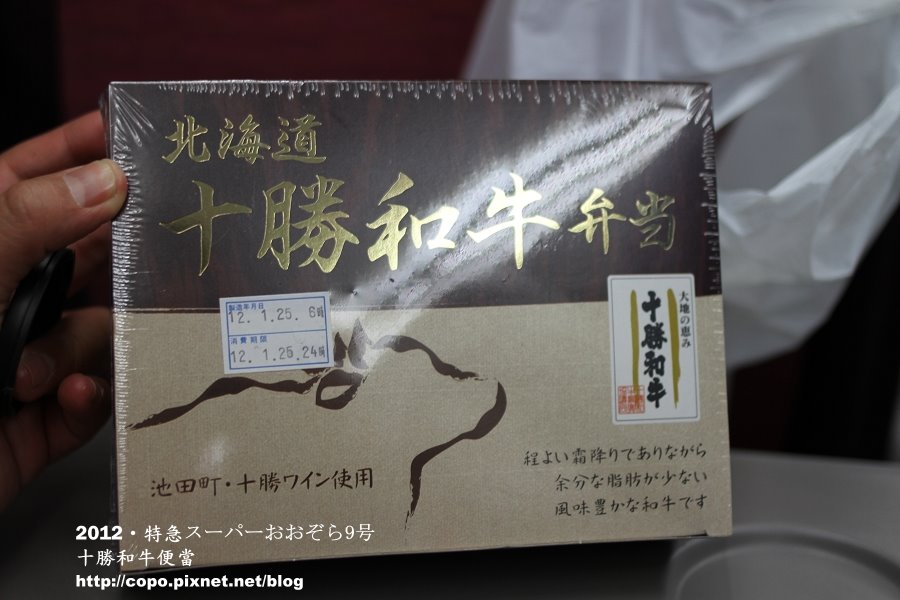 北海道
十勝和牛弁当
製造年月日
12. 1.25. 6時
消費期限
12. 1.25.24時
大地の恵み
十勝和牛
池田町・十勝ワイン使用
程よい霜降りでありながら
余分な脂肪が少ない
風味豊かな和牛です
2012・特急スーパーおおぞら9号
十勝和牛便當
http://copo.pixnet.net/blog